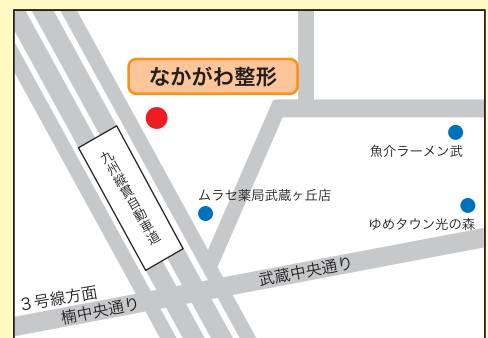 なかがわ整形
魚介ラーメン武
九州縦貫自動車道
ムラセ薬局武蔵ヶ丘店
ゆめタウン光の森
武蔵中央通り
3号線方面
楠中央通り